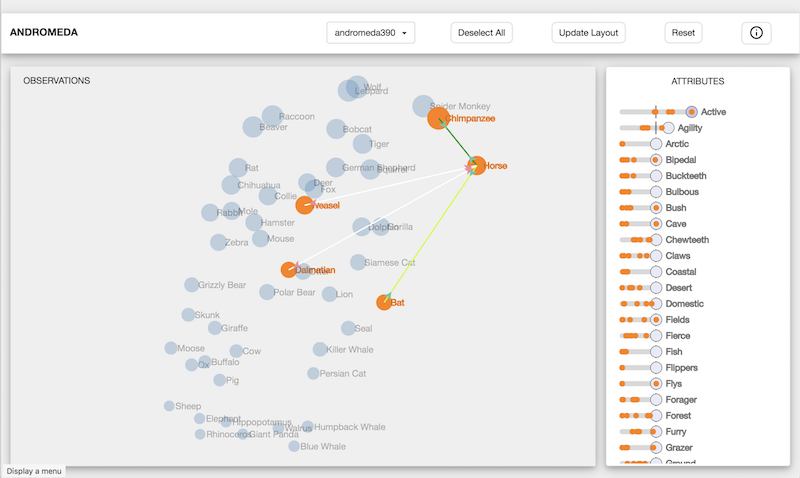 ANDROMEDA
andromeda390
Deselect All
Update Layout
Reset
OBSERVATIONS
Wolf
Leopard
Spider Monkey
Chimpanzee
Raccoon
Beaver
Bobcat
Tiger
Horse
German Shepherd
Squirrel
Rat
Chihuahua
Deer
Fox
Collie
Weasel
Rabbit
Mole
Hamster
Dolphin
Gorilla
Mouse
Zebra
Siamese Cat
Dalmatian
Otter
Grizzly Bear
Polar Bear
Lion
Bat
Skunk
Giraffe
Seal
Moose
Cow
Killer Whale
Buffalo
Ox
Persian Cat
Pig
Sheep
Elephant
Hippopotamus
Walrus
Humpback Whale
Rhinoceros
Giant Panda
Blue Whale
ATTRIBUTES
Active
Agility
Arctic
Bipedal
Buckteeth
Bulbous
Bush
Cave
Chewteeth
Claws
Coastal
Desert
Domestic
Fields
Fierce
Fish
Flippers
Flys
Forager
Forest
Furry
Grazer
Ground
Display a menu